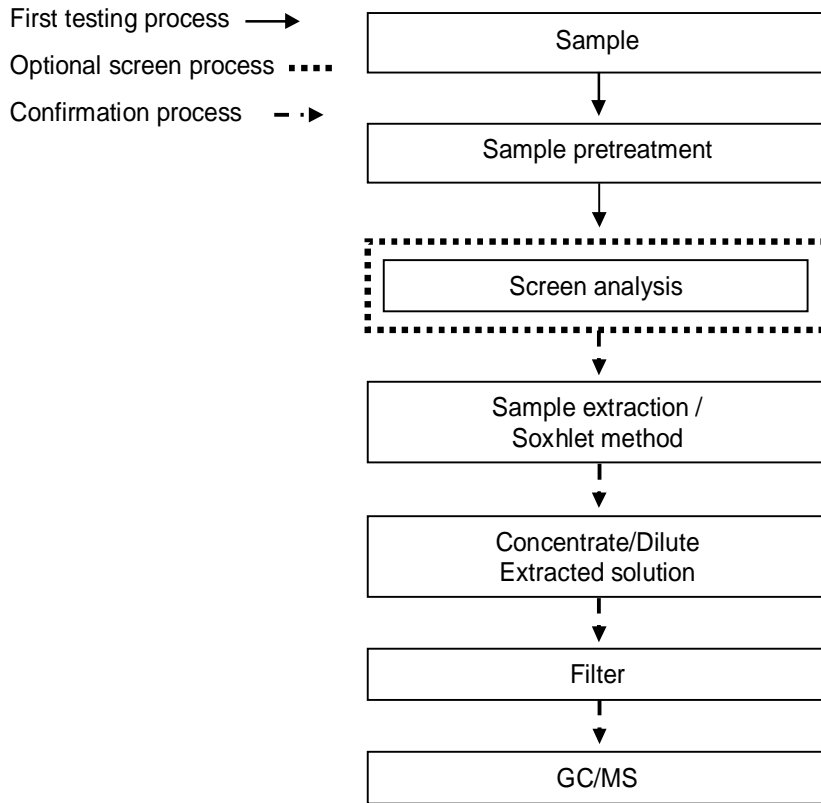 First testing process
Optional screen process
Confirmation process
Sample
Sample pretreatment
Screen analysis
Sample extraction /
Soxhlet method
Concentrate/Dilute
Extracted solution
Filter
GC/MS